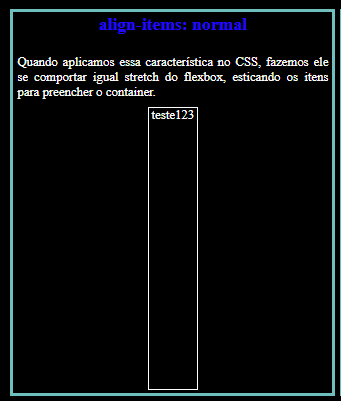 align-items: normal
Quando aplicamos essa característica no CSS, fazemos ele
se comportar igual stretch do flexbox, esticando os itens
para preencher o container.
teste123